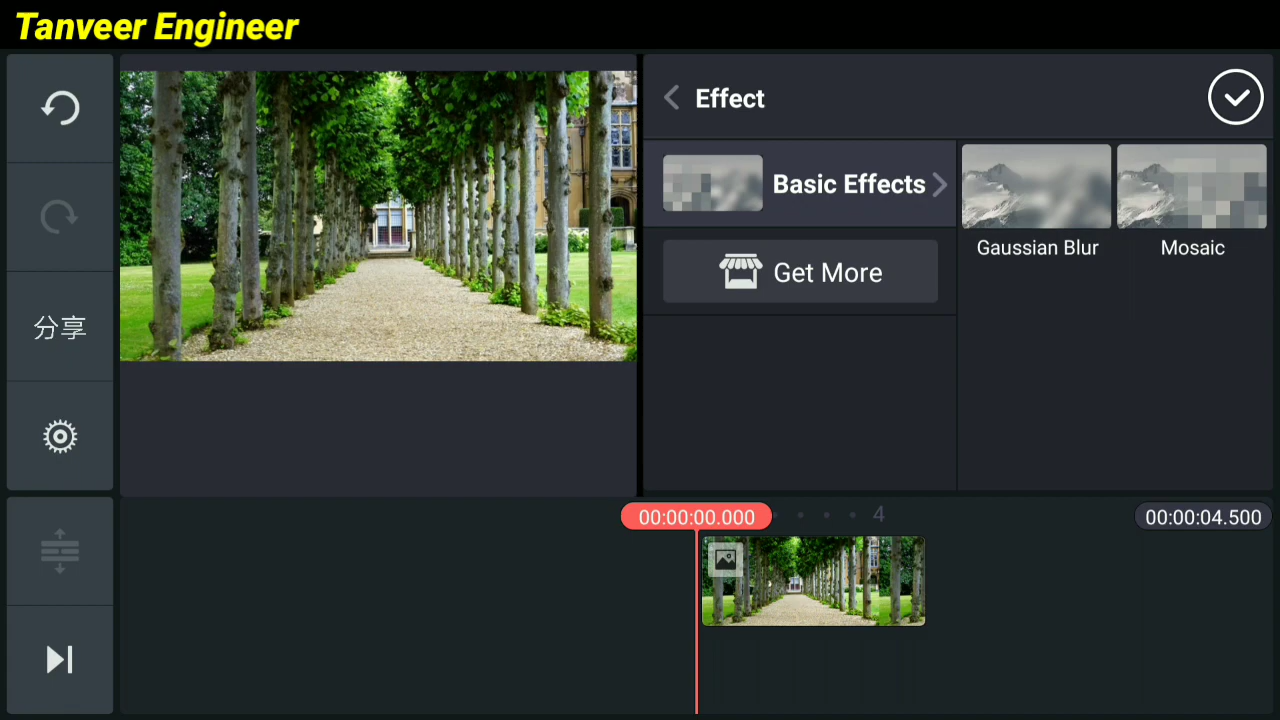 Tanveer Engineer
Effect
Basic Effects
Get More
Gaussian Blur
Mosaic
分享
00:00:00.000
4
00:00:04.500